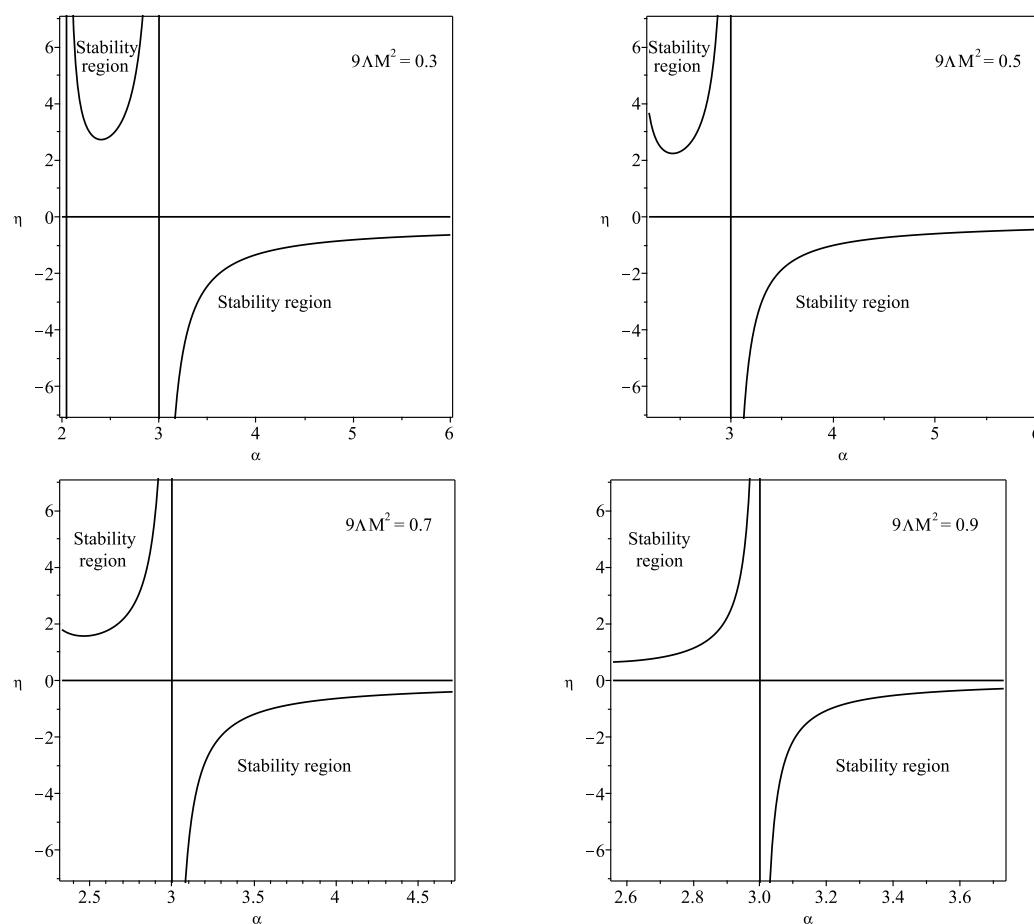 Stability
region
9ΛM² = 0.3
6
4
2
η
0
−2
Stability region
−4
−6
2
3
4
5
6
α
Stability
region
9ΛM² = 0.5
6
4
2
η
0
−2
Stability region
−4
−6
3
4
5
α
Stability
region
9ΛM² = 0.7
6
4
2
η
0
−2
Stability region
−4
−6
2.5
3
3.5
4
4.5
α
Stability
region
9ΛM² = 0.9
6
4
2
η
0
−2
Stability region
−4
−6
2.6
2.8
3.0
3.2
3.4
3.6
α